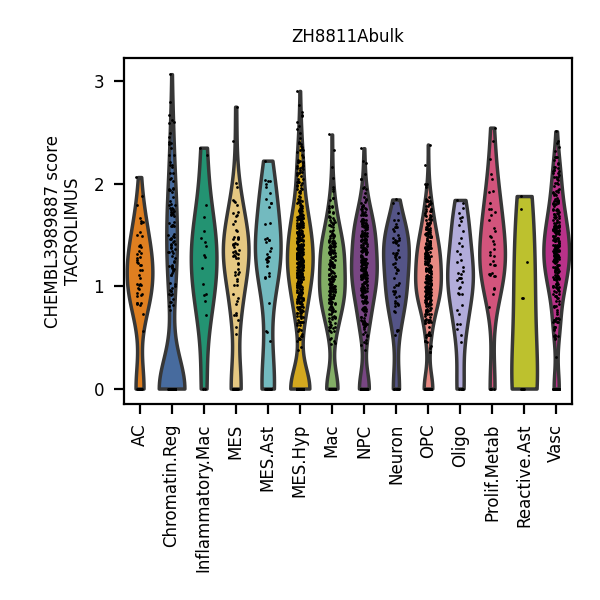 ZH8811Abulk
CHEMBL3989887 score
TACROLIMUS
3
2
1
0
AC
Chromatin.Reg
Inflammatory.Mac
MES
MES.Ast
MES.Hyp
Mac
NPC
Neuron
OPC
Oligo
Prolif.Metab
Reactive.Ast
Vasc